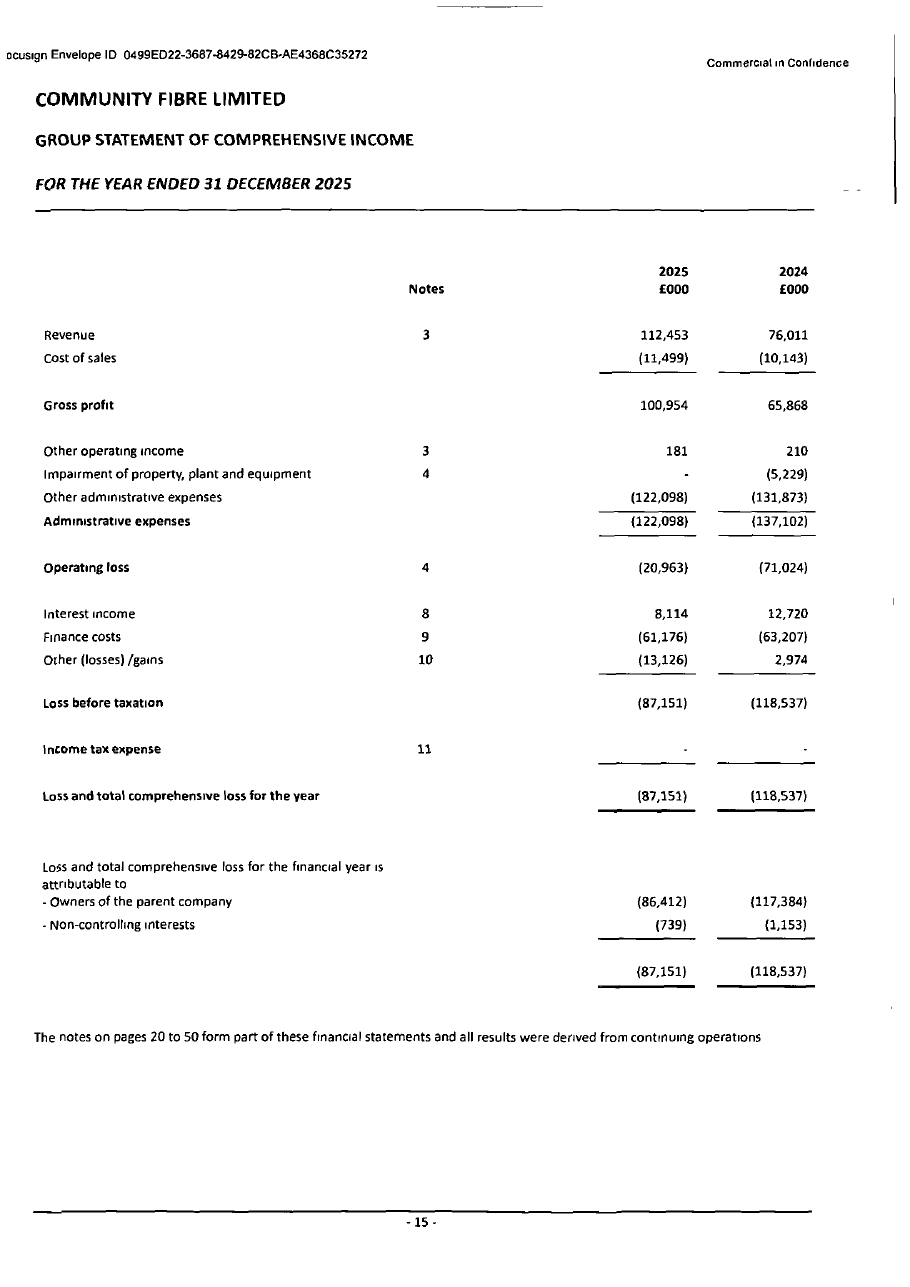 ocusign Envelope ID 0499ED22-3687-8429-82CB-AE4368C35272
Commercial in Confidence
COMMUNITY FIBRE LIMITED
GROUP STATEMENT OF COMPREHENSIVE INCOME
FOR THE YEAR ENDED 31 DECEMBER 2025
2025 2024
Notes £000 £000
Revenue 3 112,453 76,011
Cost of sales (11,499) (10,143)
Gross profit 100,954 65,868
Other operating income 3 181 210
Impairment of property, plant and equipment 4 - (5,229)
Other administrative expenses (122,098) (131,873)
Administrative expenses (122,098) (137,102)
Operating loss 4 (20,963) (71,024)
Interest income 8 8,114 12,720
Finance costs 9 (61,176) (63,207)
Other (losses) /gains 10 (13,126) 2,974
Loss before taxation (87,151) (118,537)
Income tax expense 11 - -
Loss and total comprehensive loss for the year (87,151) (118,537)
Loss and total comprehensive loss for the financial year is
attributable to
- Owners of the parent company (86,412) (117,384)
- Non-controlling interests (739) (1,153)
(87,151) (118,537)
The notes on pages 20 to 50 form part of these financial statements and all results were derived from continuing operations
- 15 -